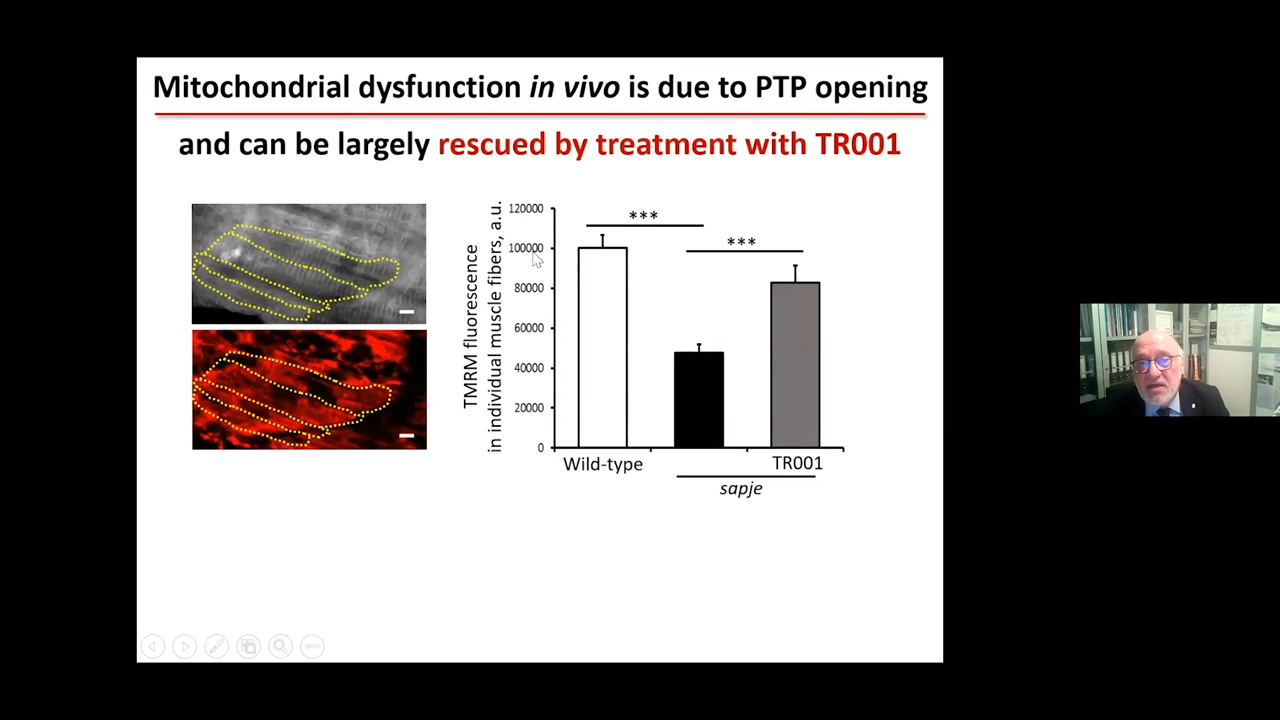 Mitochondrial dysfunction in vivo is due to PTP opening
and can be largely rescued by treatment with TR001
TMRM fluorescence
in individual muscle fibers, a.u.
120000
100000
80000
60000
40000
20000
0
***
***
Wild-type
TR001
sapje